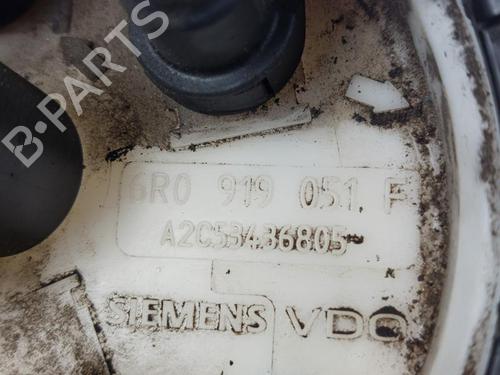 B-PARTS
6R0 919 051 F
A2C53436805
SIEMENS VDO